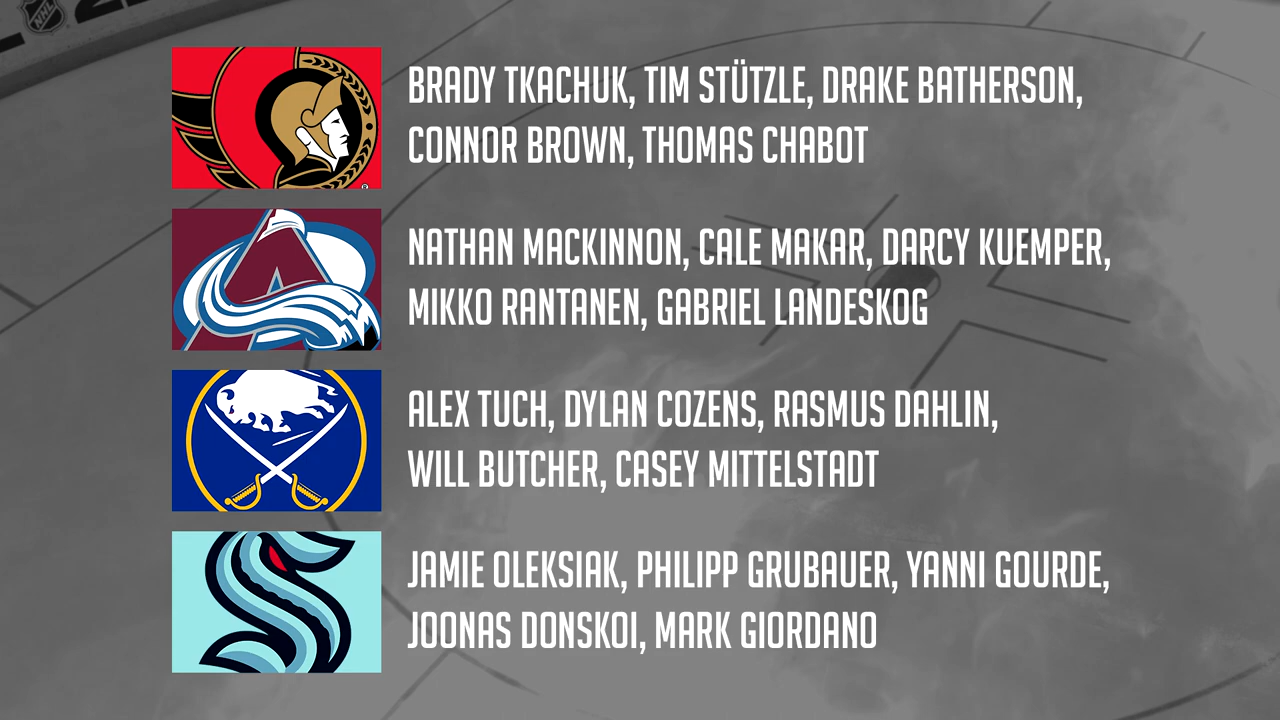 NHL
BRADY TKACHUK, TIM STÜTZLE, DRAKE BATHERSON,
CONNOR BROWN, THOMAS CHABOT
NATHAN MACKINNON, CALE MAKAR, DARCY KUEMPER,
MIKKO RANTANEN, GABRIEL LANDESKOG
ALEX TUCH, DYLAN COZENS, RASMUS DAHLIN,
WILL BUTCHER, CASEY MITTELSTADT
JAMIE OLEKSIAK, PHILIPP GRUBAUER, YANNI GOURDE,
JOONAS DONSKOI, MARK GIORDANO